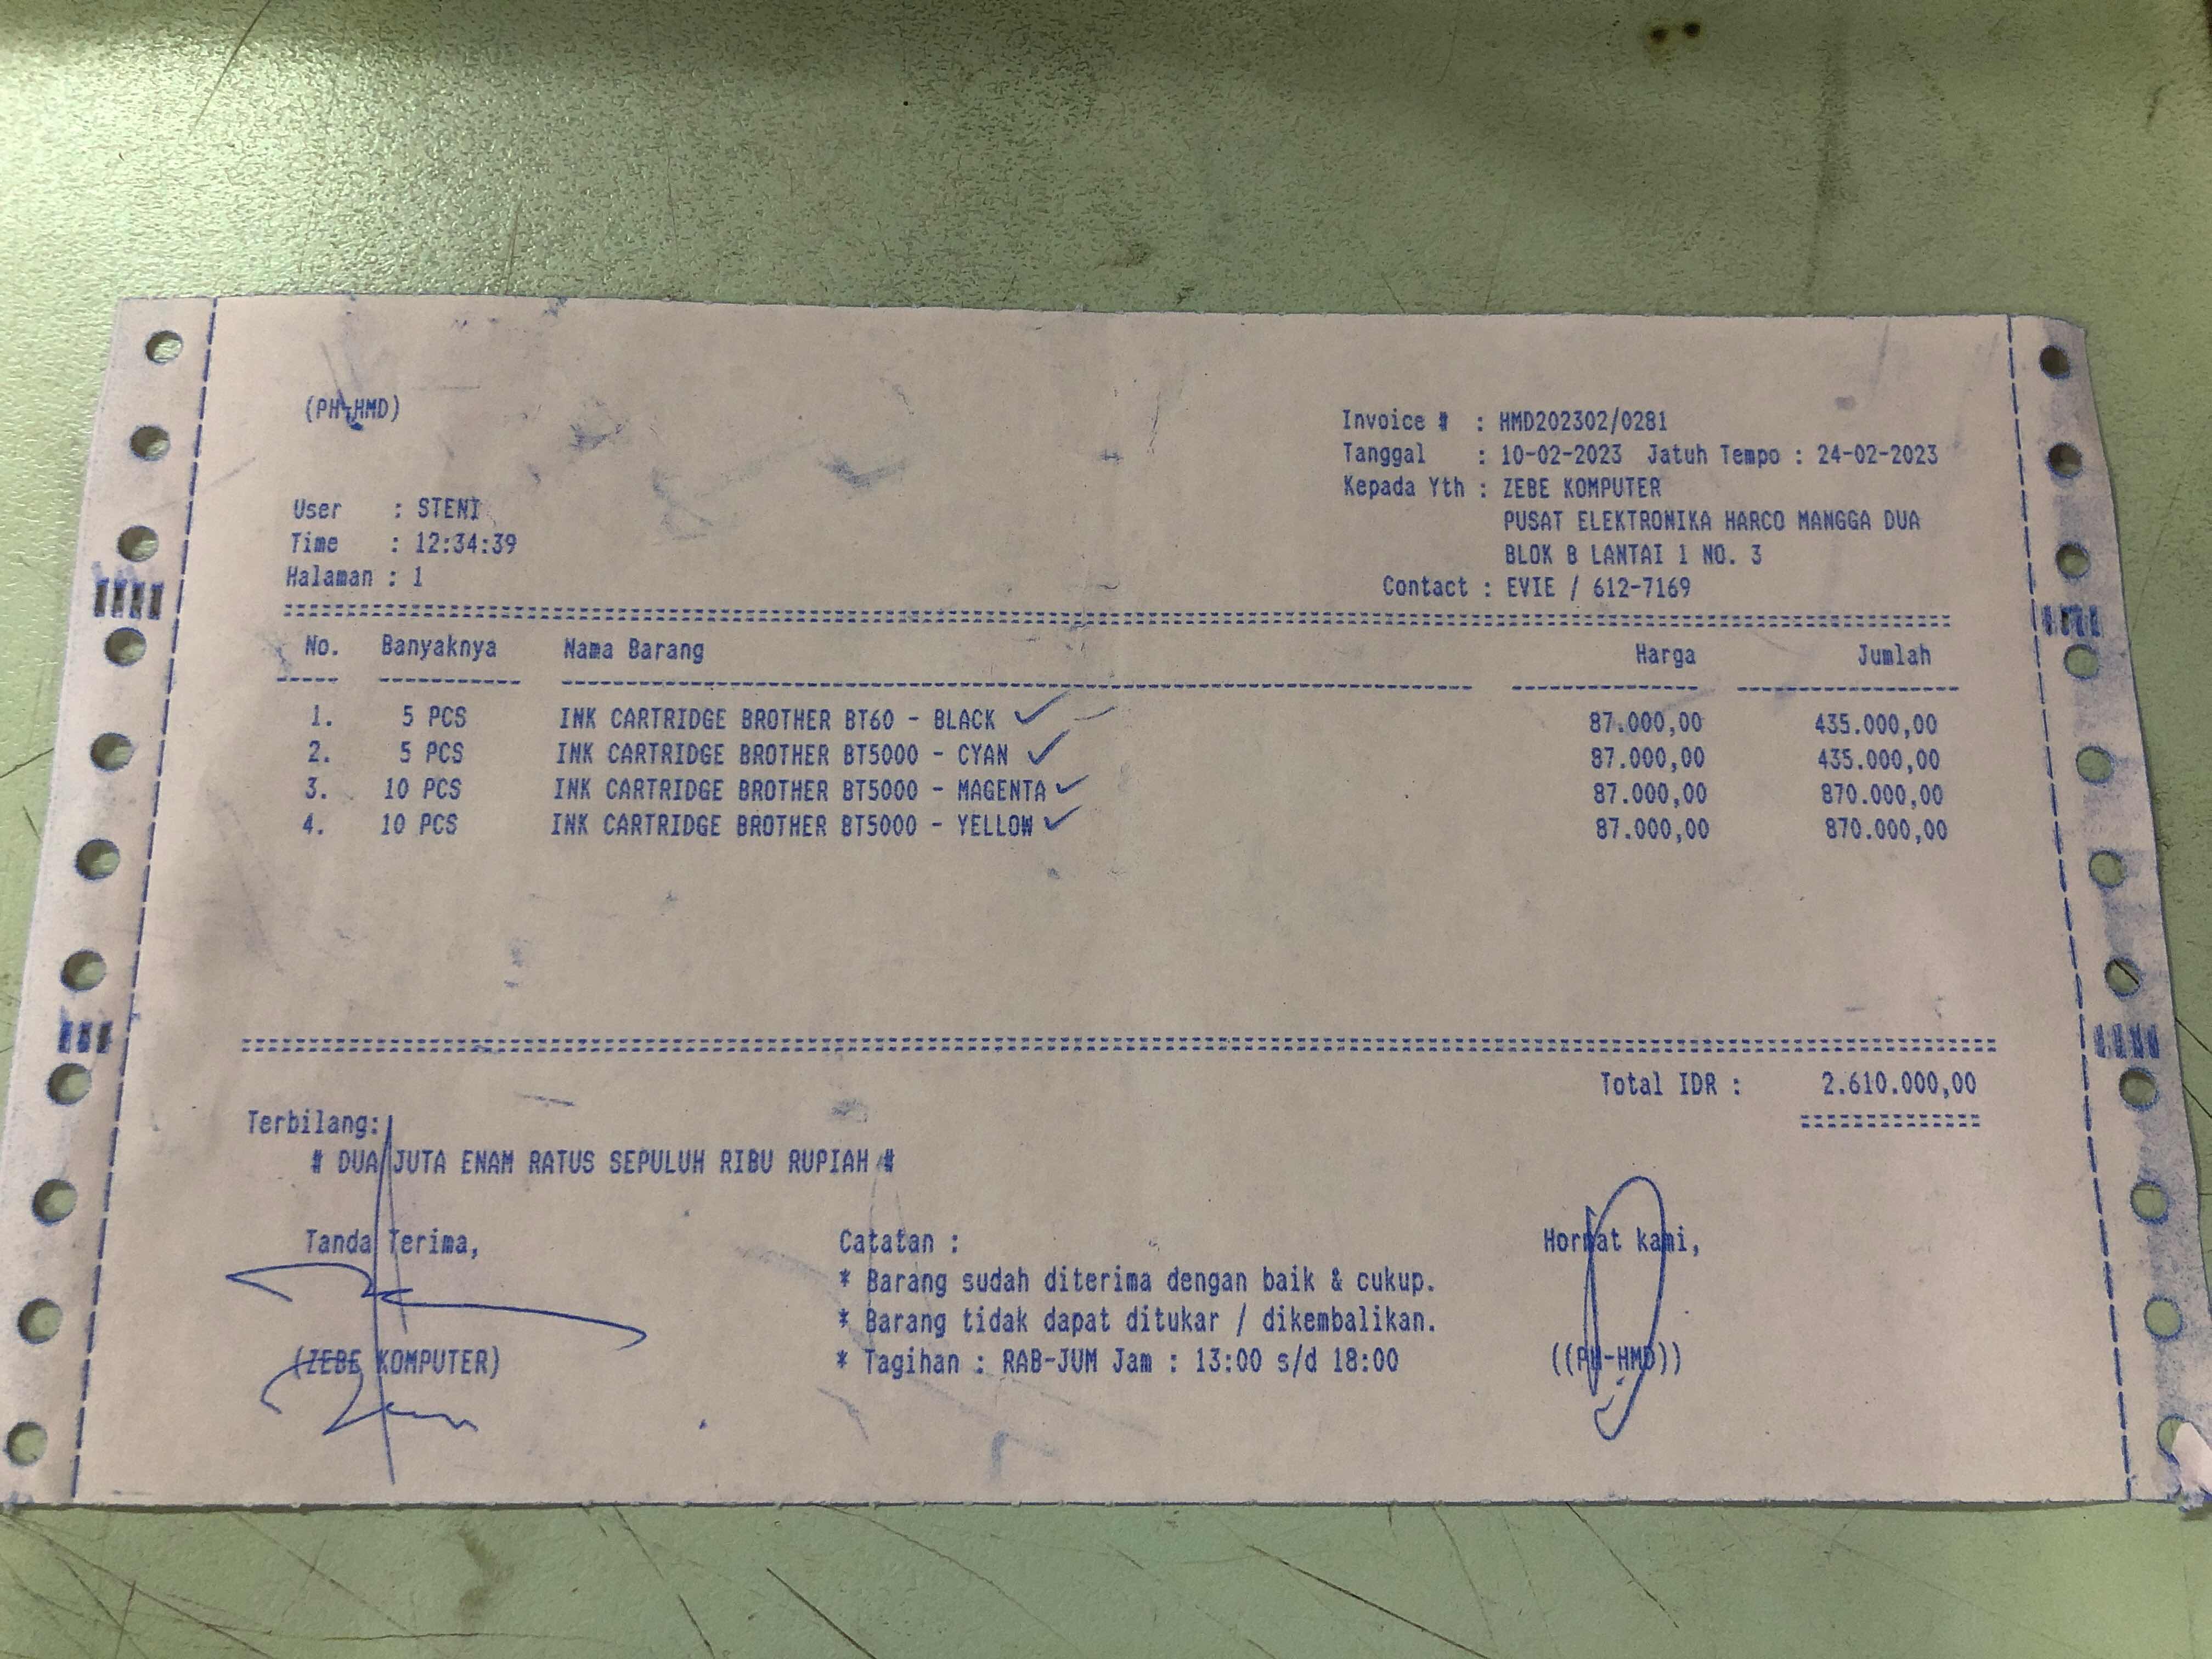 (PH-HMD)
Invoice # : HMD202302/0281
Tanggal : 10-02-2023 Jatuh Tempo : 24-02-2023
Kepada Yth : ZEBE KOMPUTER
PUSAT ELEKTRONIKA HARCO MANGGA DUA
BLOK B LANTAI 1 NO. 3
Contact : EVIE / 612-7169
User : STENI
Time : 12:34:39
Halaman : 1
No. Banyaknya Nama Barang Harga Jumlah
1. 5 PCS INK CARTRIDGE BROTHER BT60 - BLACK 87.000,00 435.000,00
2. 5 PCS INK CARTRIDGE BROTHER BT5000 - CYAN 87.000,00 435.000,00
3. 10 PCS INK CARTRIDGE BROTHER BT5000 - MAGENTA 87.000,00 870.000,00
4. 10 PCS INK CARTRIDGE BROTHER BT5000 - YELLOW 87.000,00 870.000,00
Total IDR : 2.610.000,00
Terbilang:
# DUA JUTA ENAM RATUS SEPULUH RIBU RUPIAH #
Tanda Terima,
(ZEBE KOMPUTER)
Catatan :
* Barang sudah diterima dengan baik & cukup.
* Barang tidak dapat ditukar / dikembalikan.
* Tagihan : RAB-JUM Jam : 13:00 s/d 18:00
Hormat kami,
((PH-HMD))